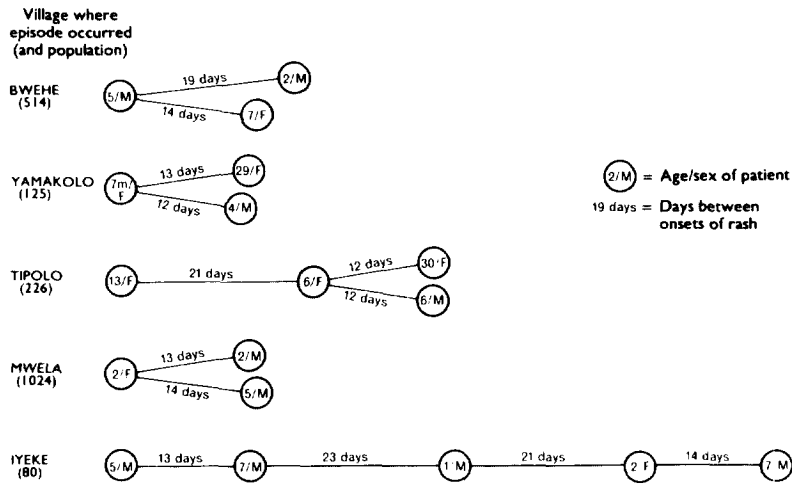 Village where
episode occurred
(and population)
BWEHE
(514)
5/M
19 days
2/M
14 days
7/F
YAMAKOLO
(125)
7m/
F
13 days
29/F
12 days
4/M
2/M = Age/sex of patient
19 days = Days between
onsets of rash
TIPOLO
(226)
13/F
21 days
6/F
12 days
30/F
12 days
6/M
MWELA
(1024)
2/F
13 days
2/M
14 days
5/M
IYEKE
(80)
5/M
13 days
7/M
23 days
1 M
21 days
2 F
14 days
7 M